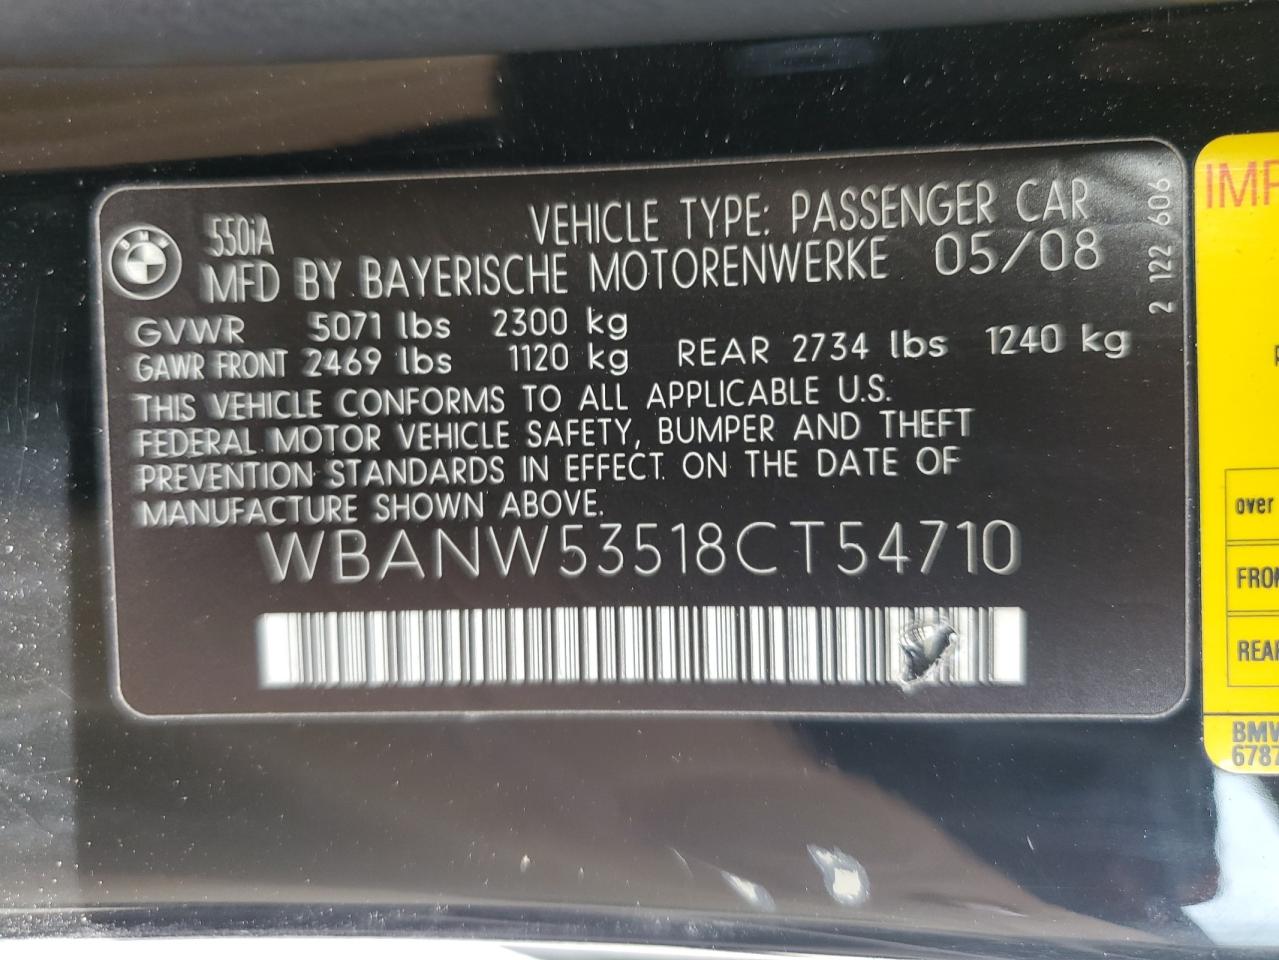 BMW
550iA
VEHICLE TYPE: PASSENGER CAR
MFD BY BAYERISCHE MOTORENWERKE 05/08
GVWR 5071 lbs 2300 kg
GAWR FRONT 2469 lbs 1120 kg REAR 2734 lbs 1240 kg
THIS VEHICLE CONFORMS TO ALL APPLICABLE U.S.
FEDERAL MOTOR VEHICLE SAFETY, BUMPER AND THEFT
PREVENTION STANDARDS IN EFFECT ON THE DATE OF
MANUFACTURE SHOWN ABOVE.
WBANW53518CT54710
2 122 606
over
REAR
BMW